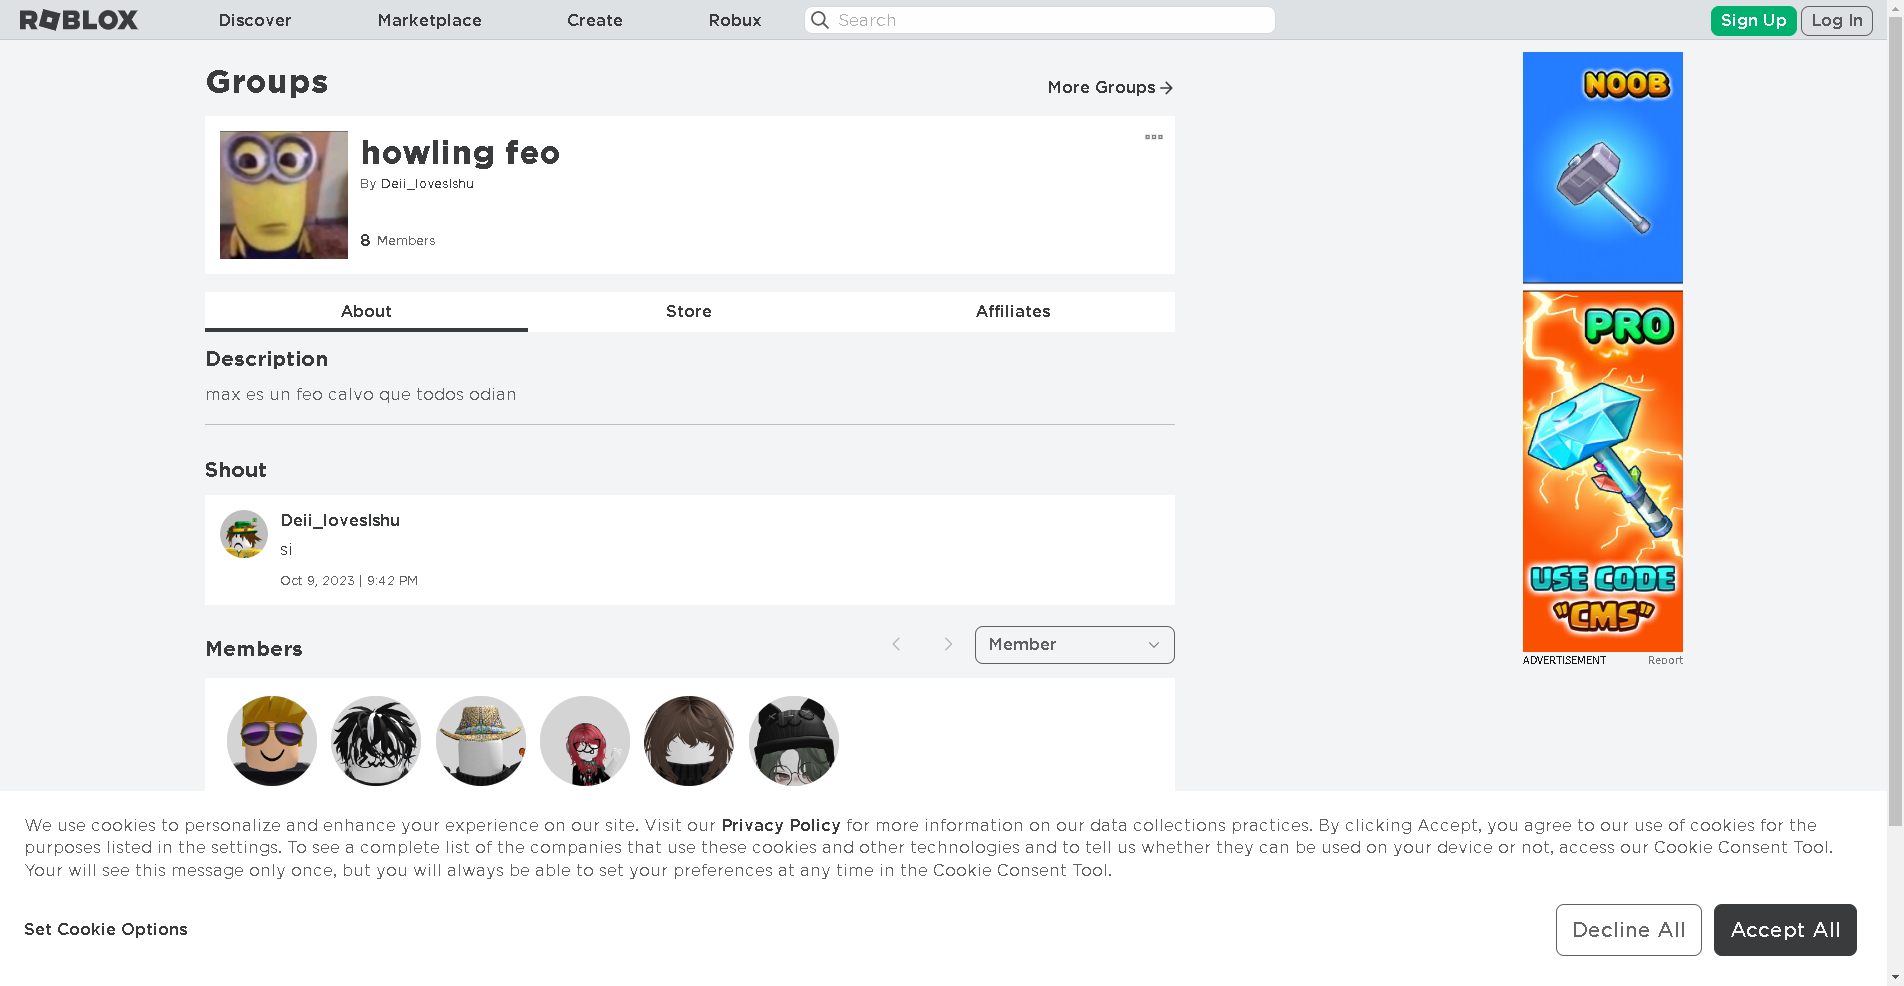 ROBLOX Discover Marketplace Create Robux Search Sign Up Log In
Groups
More Groups
howling feo
By Deii_lovesIshu
8 Members
About Store Affiliates
Description
max es un feo calvo que todos odian
Shout
Deii_lovesIshu
si
Oct 9, 2023 | 9:42 PM
Members
Member
NOOB
PRO
USE CODE
"CMS"
ADVERTISEMENT Report
We use cookies to personalize and enhance your experience on our site. Visit our Privacy Policy for more information on our data collections practices. By clicking Accept, you agree to our use of cookies for the
purposes listed in the settings. To see a complete list of the companies that use these cookies and other technologies and to tell us whether they can be used on your device or not, access our Cookie Consent Tool.
Your will see this message only once, but you will always be able to set your preferences at any time in the Cookie Consent Tool.
Set Cookie Options
Decline All
Accept All